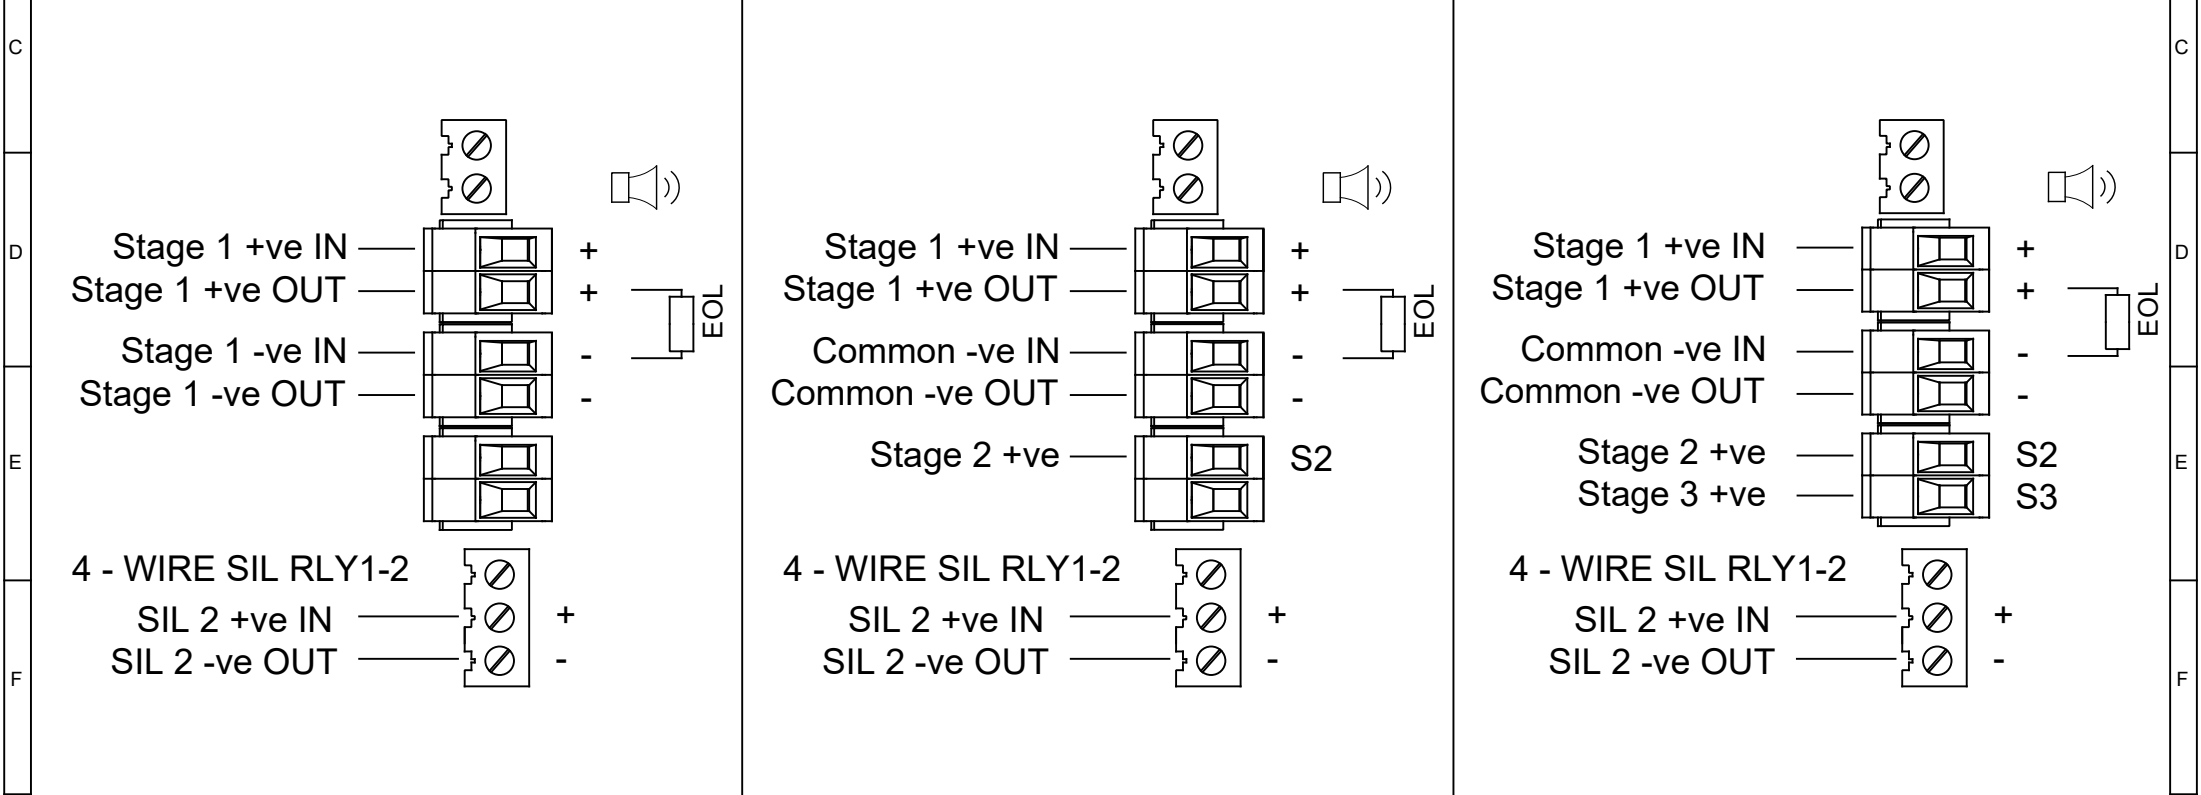 C
D
E
F
Stage 1 +ve IN +
Stage 1 +ve OUT +
EOL
Stage 1 -ve IN -
Stage 1 -ve OUT -
4 - WIRE SIL RLY1-2
SIL 2 +ve IN +
SIL 2 -ve OUT -
Stage 1 +ve IN +
Stage 1 +ve OUT +
EOL
Common -ve IN -
Common -ve OUT -
Stage 2 +ve S2
4 - WIRE SIL RLY1-2
SIL 2 +ve IN +
SIL 2 -ve OUT -
Stage 1 +ve IN +
Stage 1 +ve OUT +
EOL
Common -ve IN -
Common -ve OUT -
Stage 2 +ve S2
Stage 3 +ve S3
4 - WIRE SIL RLY1-2
SIL 2 +ve IN +
SIL 2 -ve OUT -
C
D
E
F